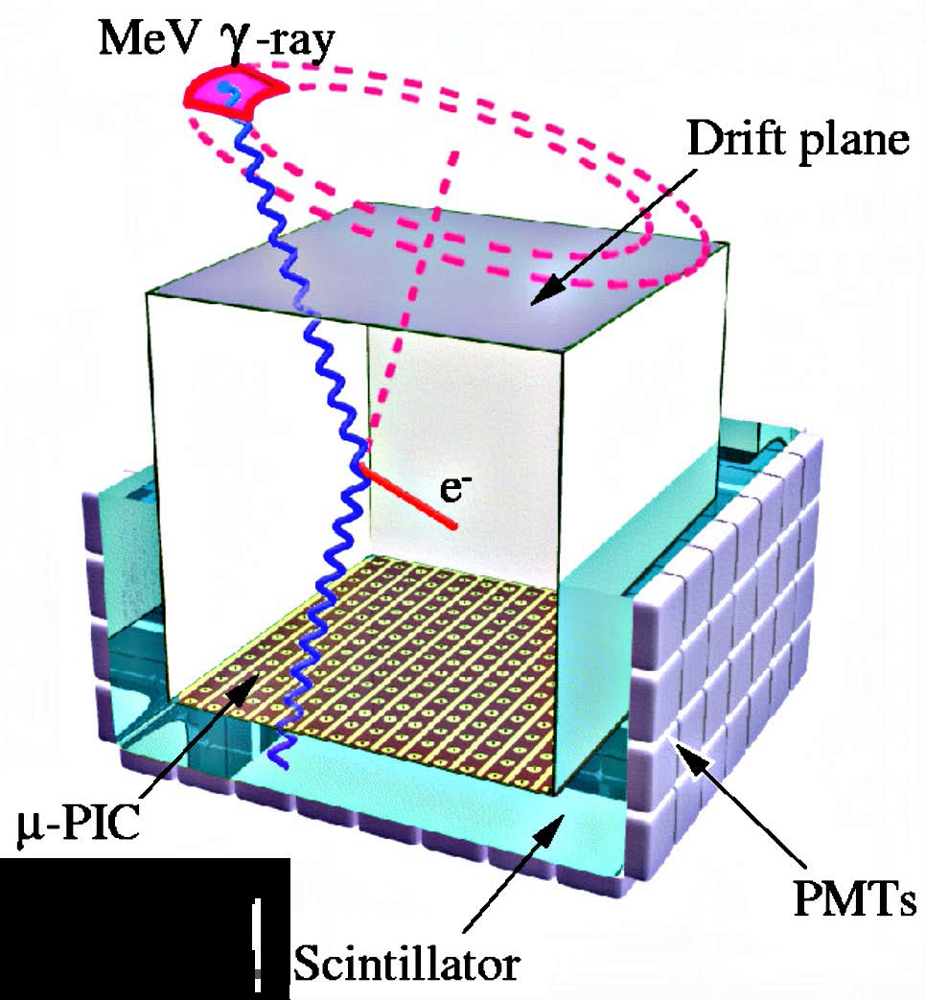 MeV γ-ray
Drift plane
e-
μ-PIC
PMTs
Scintillator